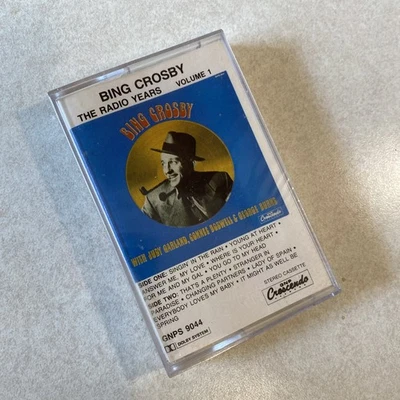 BING CROSBY
THE RADIO YEARS VOLUME 1
BING CROSBY
WITH JUDY GARLAND, CONNEE BOSWELL & GEORGE BURNS
Crescendo
SIDE ONE: SINGIN' IN THE RAIN • YOUNG AT HEART •
ANSWER ME, MY LOVE • WHERE IS YOUR HEART •
FOR ME AND MY GAL • YOU GO TO MY HEAD
SIDE TWO: THAT'S A PLENTY • STRANGER IN
PARADISE • CHANGING PARTNERS • LADY OF SPAIN •
EVERYBODY LOVES MY BABY • IT MIGHT AS WELL BE
SPRING
GNPS 9044
DOLBY SYSTEM
GNP
Crescendo
STEREO CASSETTE